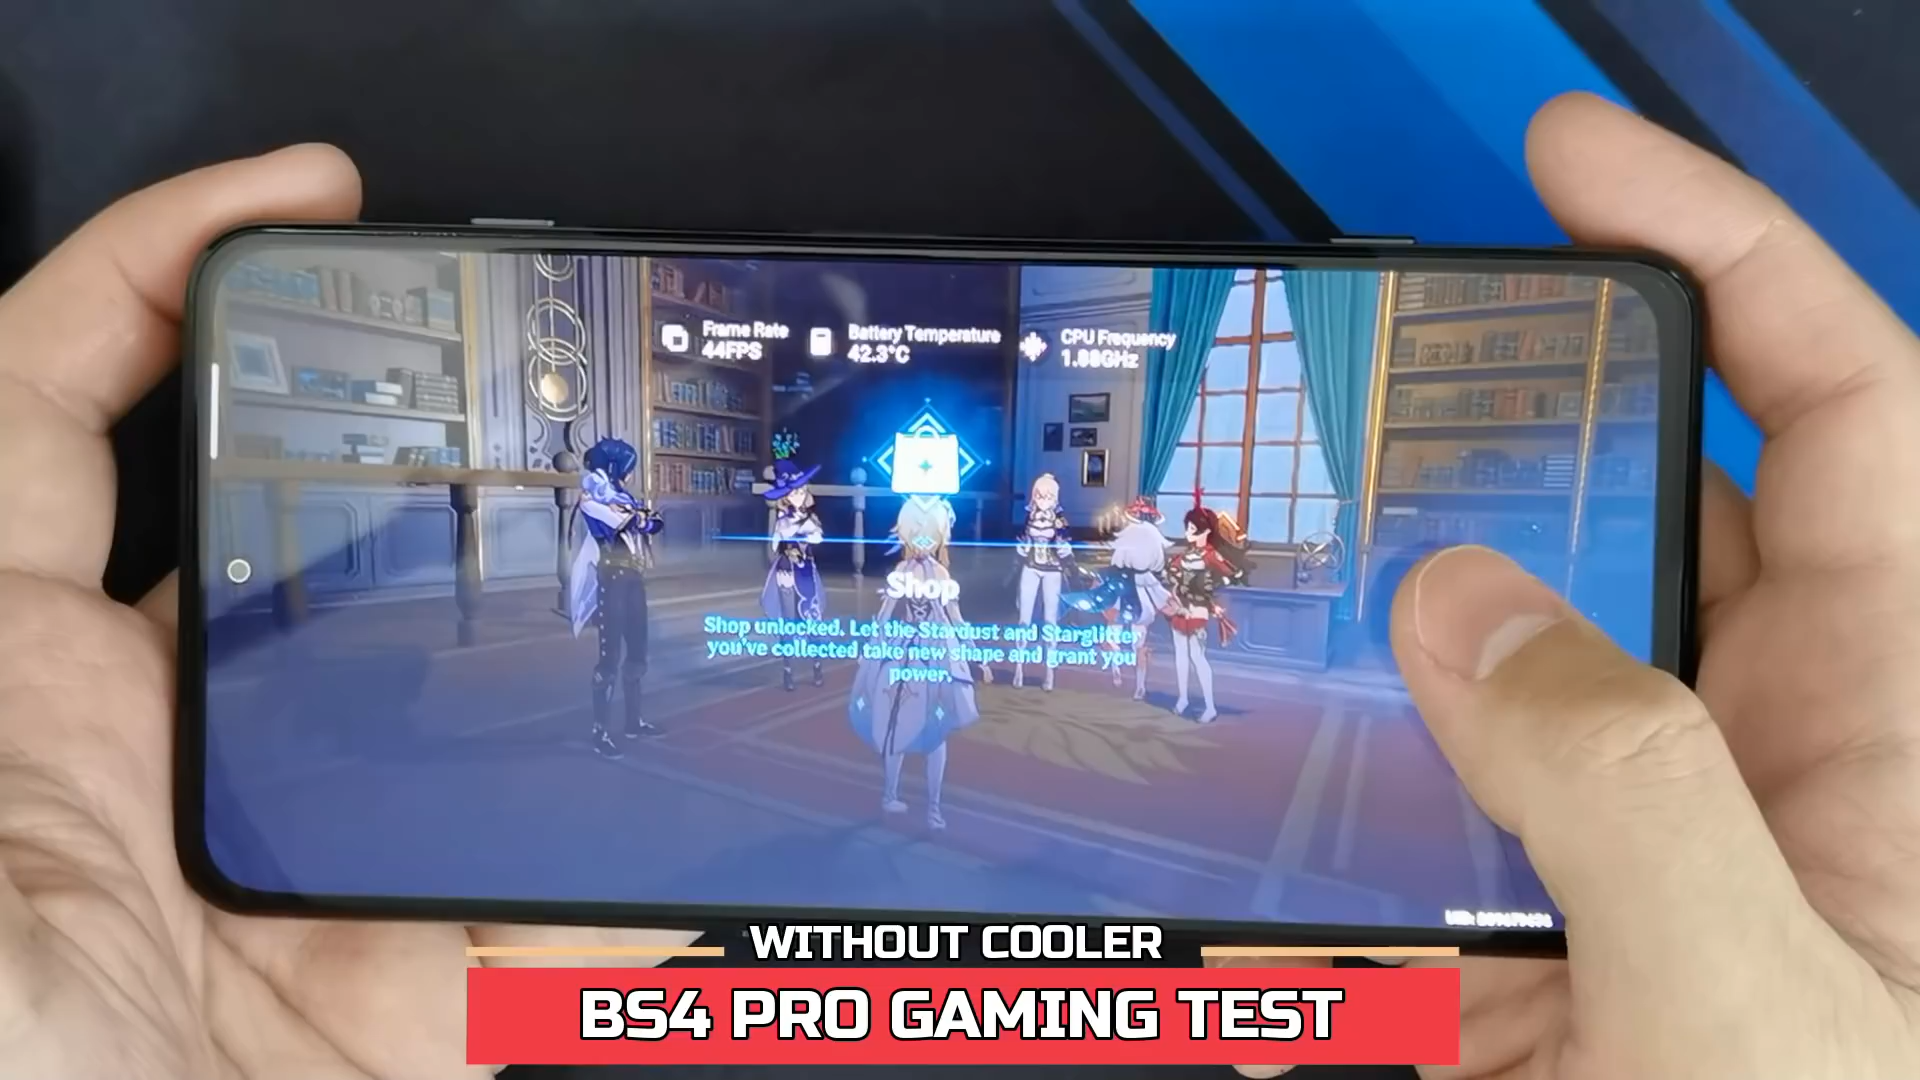 Frame Rate
44FPS
Battery Temperature
42.3°C
CPU Frequency
1.88GHz
Shop
Shop unlocked. Let the Stardust and Starglitter
you've collected take new shape and grant you
power.
WITHOUT COOLER
BS4 PRO GAMING TEST